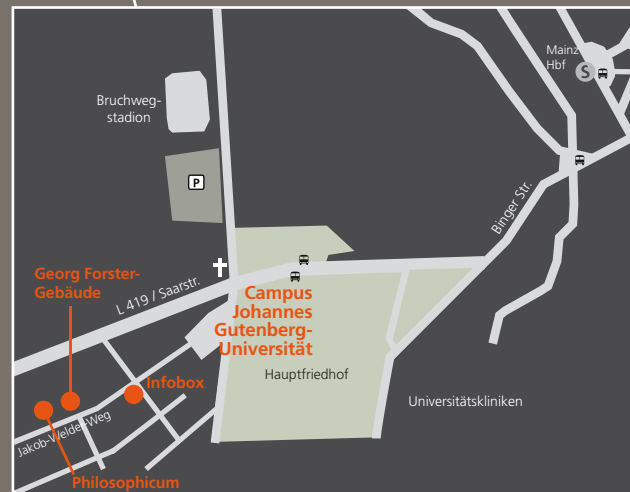 Mainz
Hbf
S
Bruchweg-
stadion
P
Binger Str.
Georg Forster-
Gebäude
L 419 / Saarstr.
Campus
Johannes
Gutenberg-
Universität
Hauptfriedhof
Infobox
Universitätskliniken
Jakob-Welder-Weg
Philosophicum